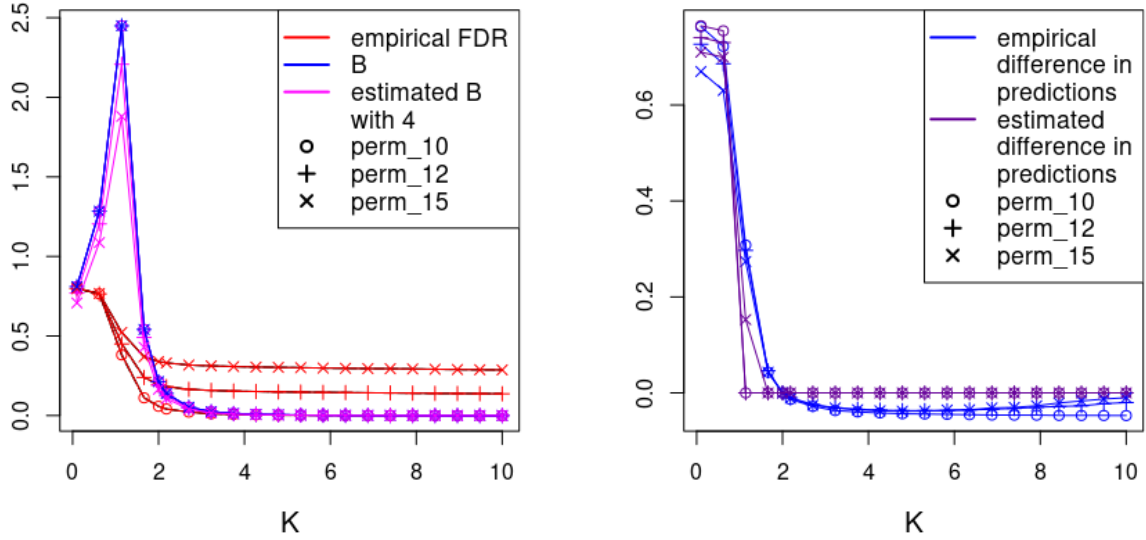 2.5
2.0
1.5
1.0
0.5
0.0
empirical FDR
B
estimated B
with 4
perm_10
perm_12
perm_15
0 2 4 6 8 10
K
0.6
0.4
0.2
0.0
empirical
difference in
predictions
estimated
difference in
predictions
perm_10
perm_12
perm_15
0 2 4 6 8 10
K